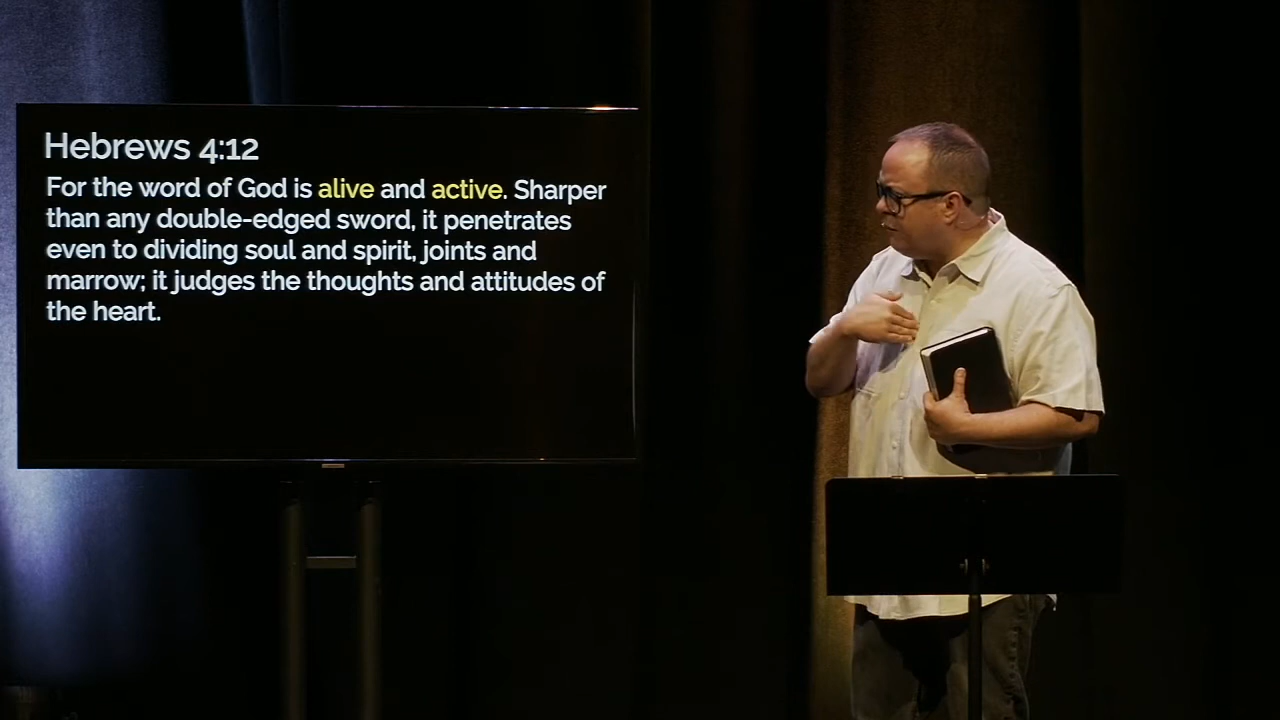 Hebrews 4:12
For the word of God is alive and active. Sharper
than any double-edged sword, it penetrates
even to dividing soul and spirit, joints and
marrow; it judges the thoughts and attitudes of
the heart.